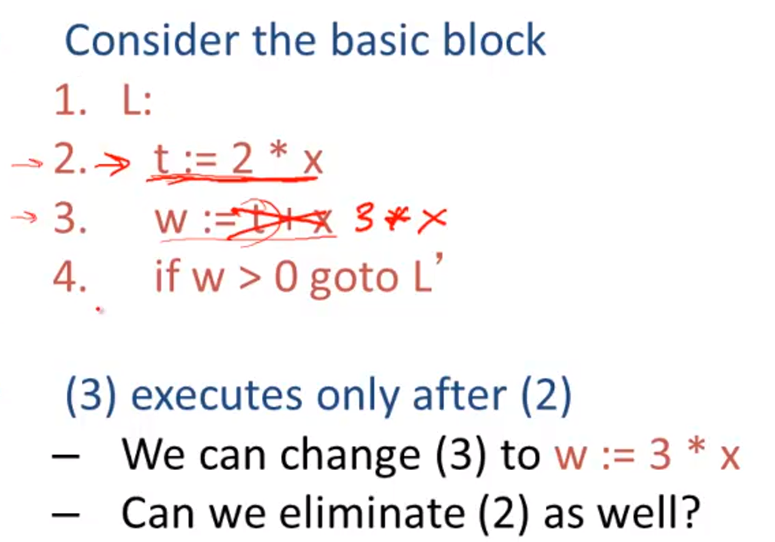 Consider the basic block
1. L:
2. t := 2 * x
3. w := t + x 3 * x
4. if w > 0 goto L'
(3) executes only after (2)
– We can change (3) to w := 3 * x
– Can we eliminate (2) as well?